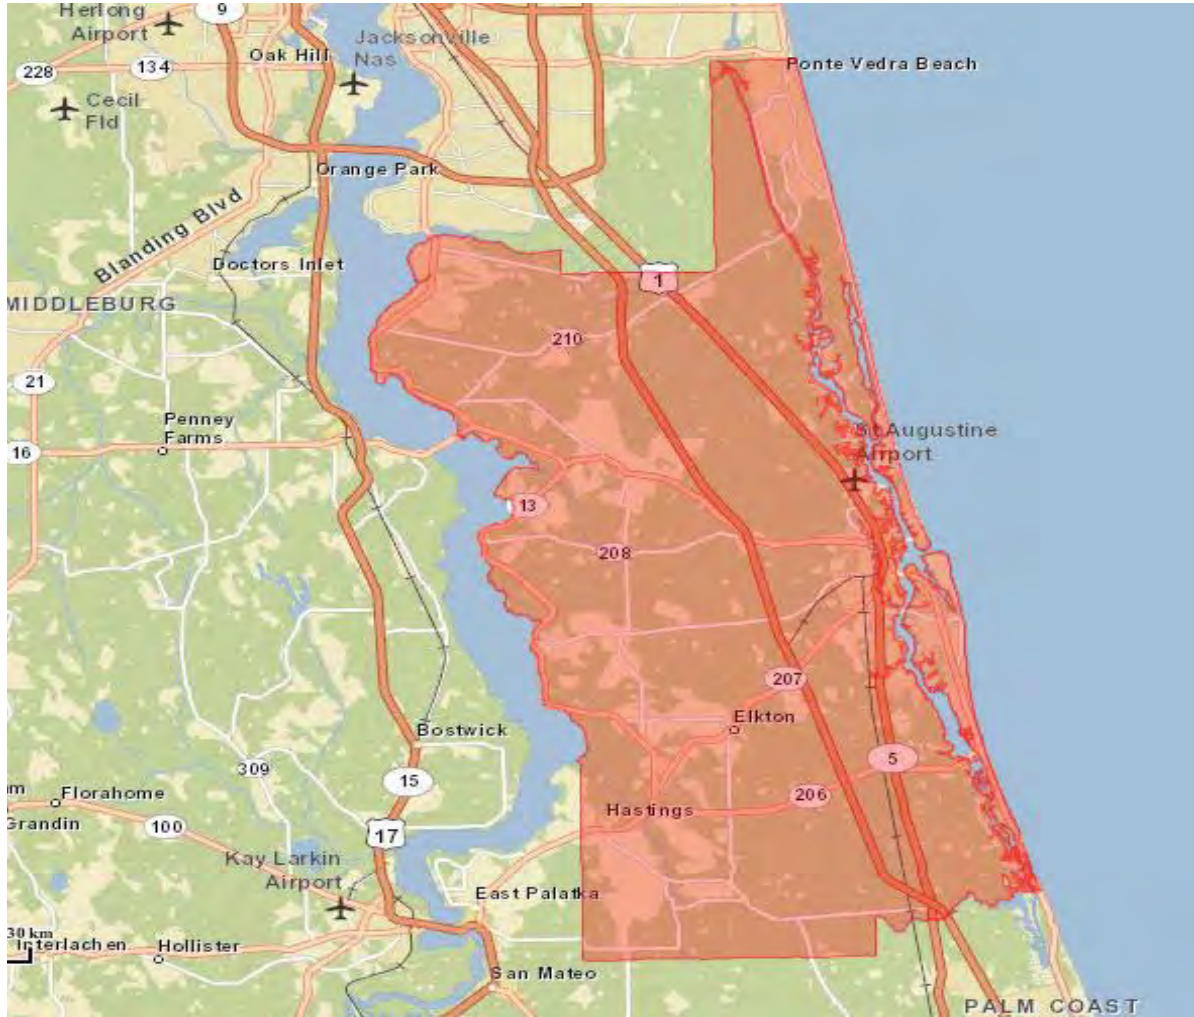 Herlong
Airport
9
Oak Hill
Jacksonville
Nas
228
134
Cecil
Fld
Ponte Vedra Beach
Orange Park
Blanding Blvd
Doctors Inlet
1
MIDDLEBURG
210
21
Penney
Farms
16
St Augustine
Airport
13
208
207
Elkton
Bostwick
5
309
15
Florahome
206
Hastings
Grandin
100
17
Kay Larkin
Airport
East Palatka
30 km
Interlachen
Hollister
San Mateo
PALM COAST